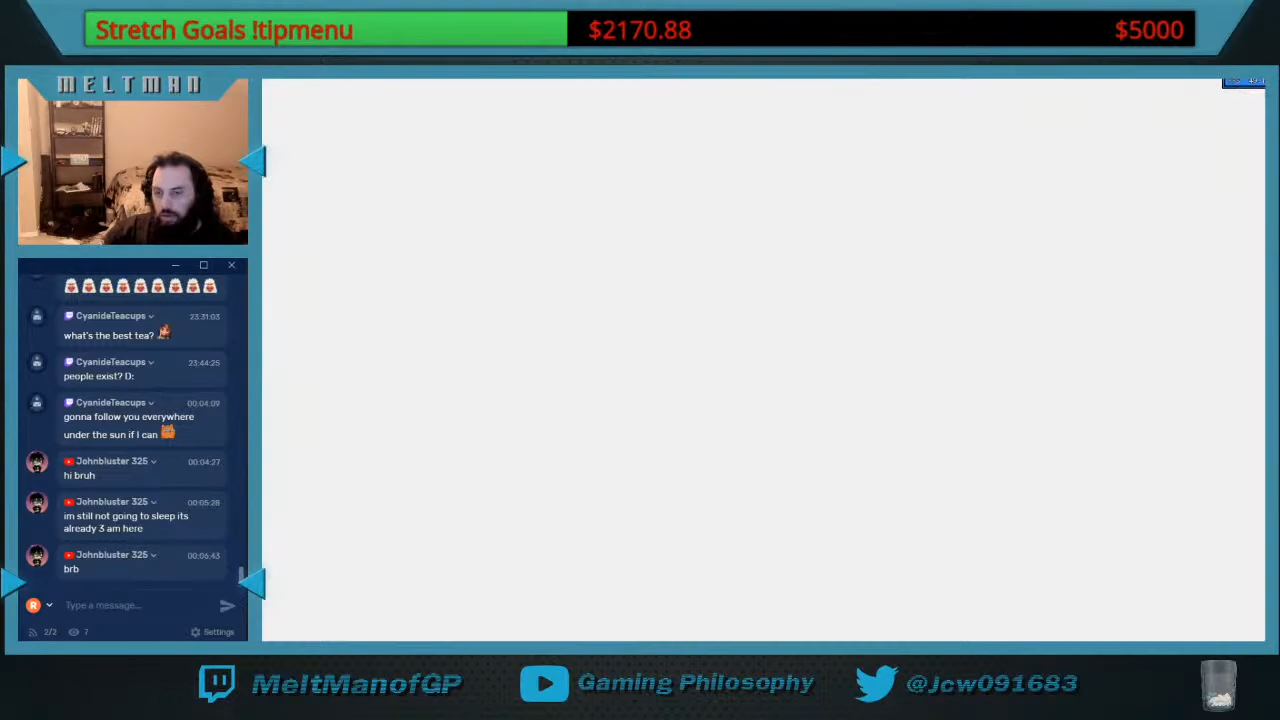 Stretch Goals !tipmenu $2170.88 $5000
MELTMAN
CyanideTeacups 23:31:03
what's the best tea?
CyanideTeacups 23:44:25
people exist? D:
CyanideTeacups 00:04:09
gonna follow you everywhere
under the sun if I can
Johnbluster 325 00:04:27
hi bruh
Johnbluster 325 00:05:28
im still not going to sleep its
already 3 am here
Johnbluster 325 00:06:43
brb
R Type a message...
2/2 7 Settings
MeltManofGP Gaming Philosophy @jcw091683